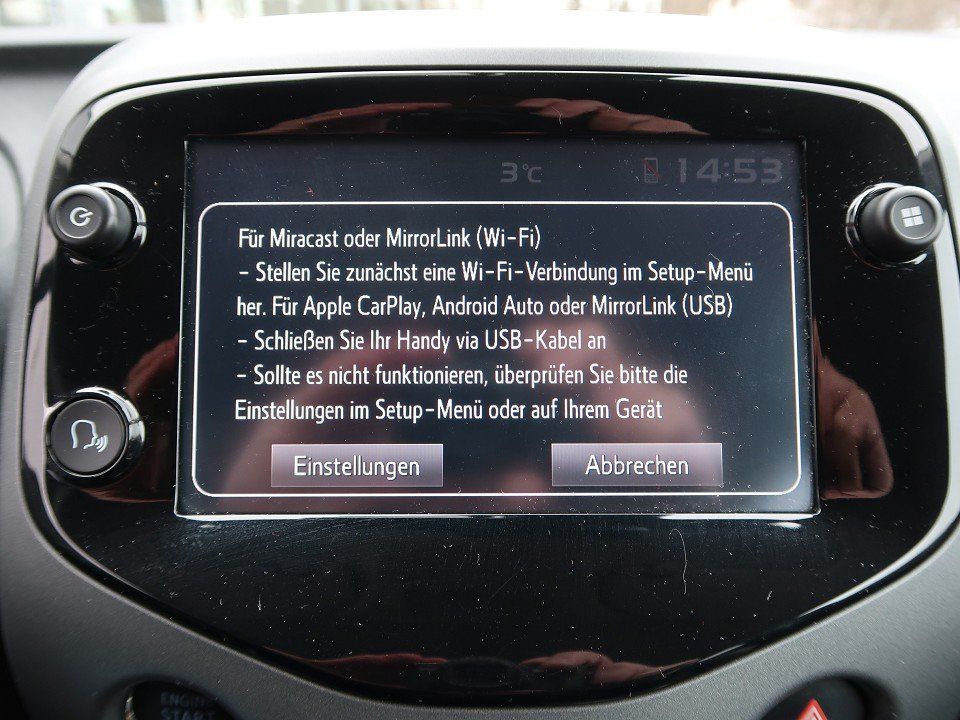 3°C 14:53
Für Miracast oder MirrorLink (Wi-Fi)
- Stellen Sie zunächst eine Wi-Fi-Verbindung im Setup-Menü
her. Für Apple CarPlay, Android Auto oder MirrorLink (USB)
- Schließen Sie Ihr Handy via USB-Kabel an
- Sollte es nicht funktionieren, überprüfen Sie bitte die
Einstellungen im Setup-Menü oder auf Ihrem Gerät
Einstellungen Abbrechen
ENGINE
START